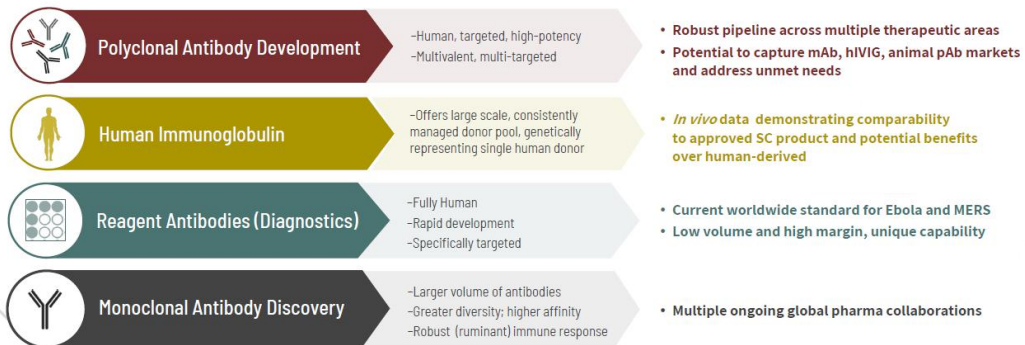 Polyclonal Antibody Development
-Human, targeted, high-potency
-Multivalent, multi-targeted
• Robust pipeline across multiple therapeutic areas
• Potential to capture mAb, hIVIG, animal pAb markets
and address unmet needs
Human Immunoglobulin
-Offers large scale, consistently
managed donor pool, genetically
representing single human donor
• In vivo data demonstrating comparability
to approved SC product and potential benefits
over human-derived
Reagent Antibodies (Diagnostics)
-Fully Human
-Rapid development
-Specifically targeted
• Current worldwide standard for Ebola and MERS
• Low volume and high margin, unique capability
Monoclonal Antibody Discovery
-Larger volume of antibodies
-Greater diversity; higher affinity
-Robust (ruminant) immune response
• Multiple ongoing global pharma collaborations